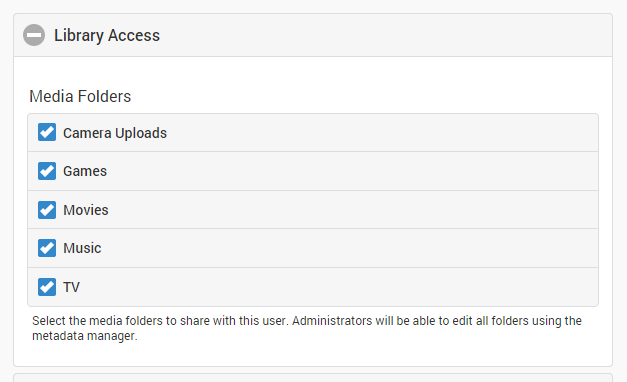 Library Access
Media Folders
Camera Uploads
Games
Movies
Music
TV
Select the media folders to share with this user. Administrators will be able to edit all folders using the
metadata manager.